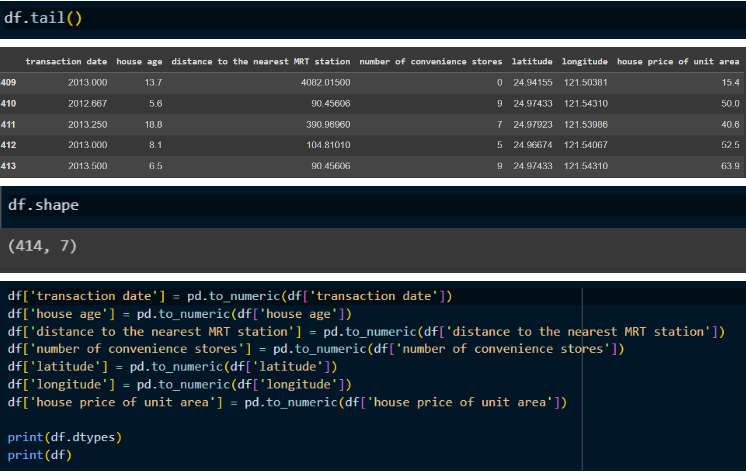 df.tail()
transaction date house age distance to the nearest MRT station number of convenience stores latitude longitude house price of unit area
409 2013.000 13.7 4082.01500 0 24.94155 121.50381 15.4
410 2012.667 5.6 90.45606 9 24.97433 121.54310 50.0
411 2013.250 18.8 390.96960 7 24.97923 121.53986 40.6
412 2013.000 8.1 104.81010 5 24.96674 121.54067 52.5
413 2013.500 6.5 90.45606 9 24.97433 121.54310 63.9
df.shape
(414, 7)
df['transaction date'] = pd.to_numeric(df['transaction date'])
df['house age'] = pd.to_numeric(df['house age'])
df['distance to the nearest MRT station'] = pd.to_numeric(df['distance to the nearest MRT station'])
df['number of convenience stores'] = pd.to_numeric(df['number of convenience stores'])
df['latitude'] = pd.to_numeric(df['latitude'])
df['longitude'] = pd.to_numeric(df['longitude'])
df['house price of unit area'] = pd.to_numeric(df['house price of unit area'])
print(df.dtypes)
print(df)